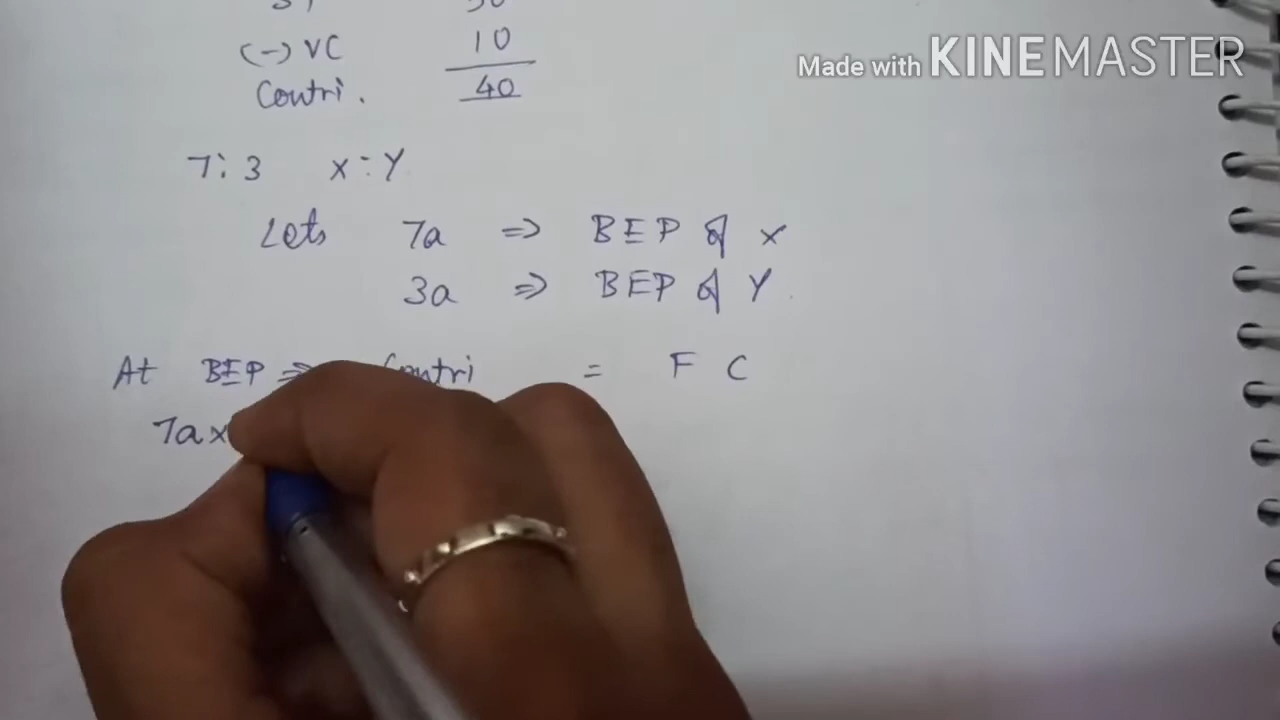 (-) VC 10
Made with KINEMASTER
Contri. 40
7:3 X:Y
Lets 7a => BEP of X
3a => BEP of Y
At BEP => Contri = F C
7a x